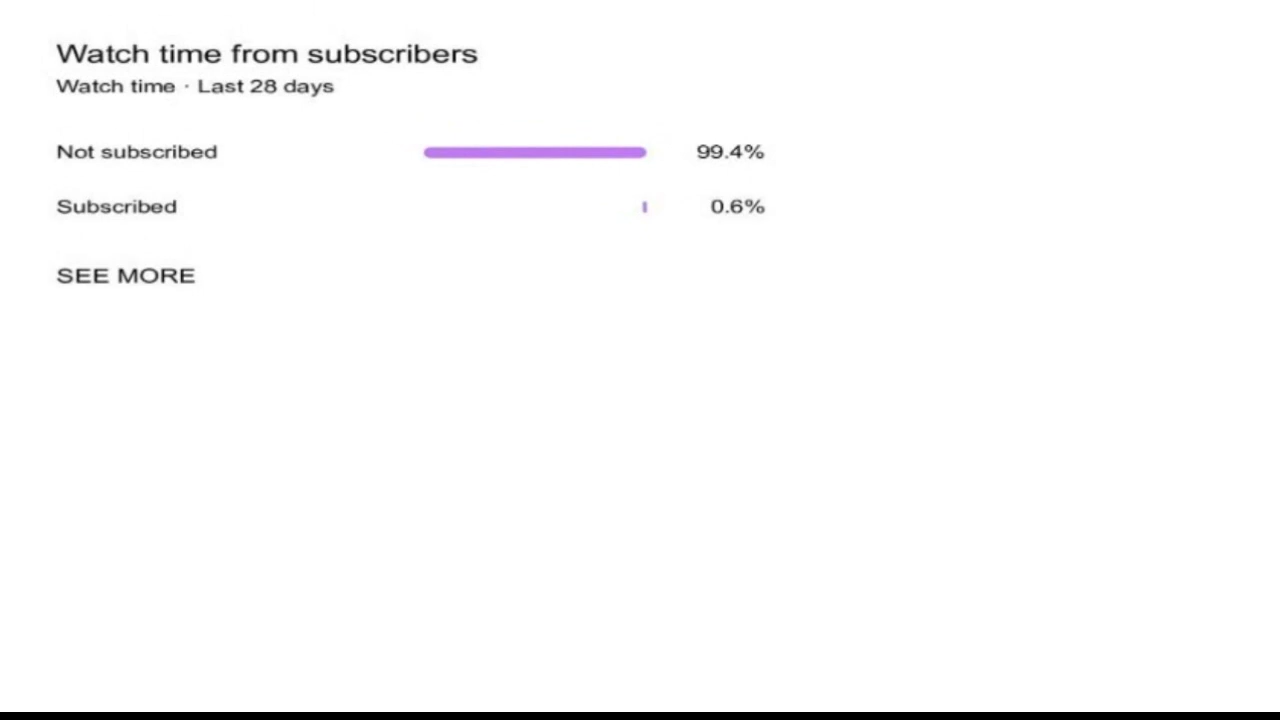 Watch time from subscribers
Watch time · Last 28 days
Not subscribed 99.4%
Subscribed 0.6%
SEE MORE